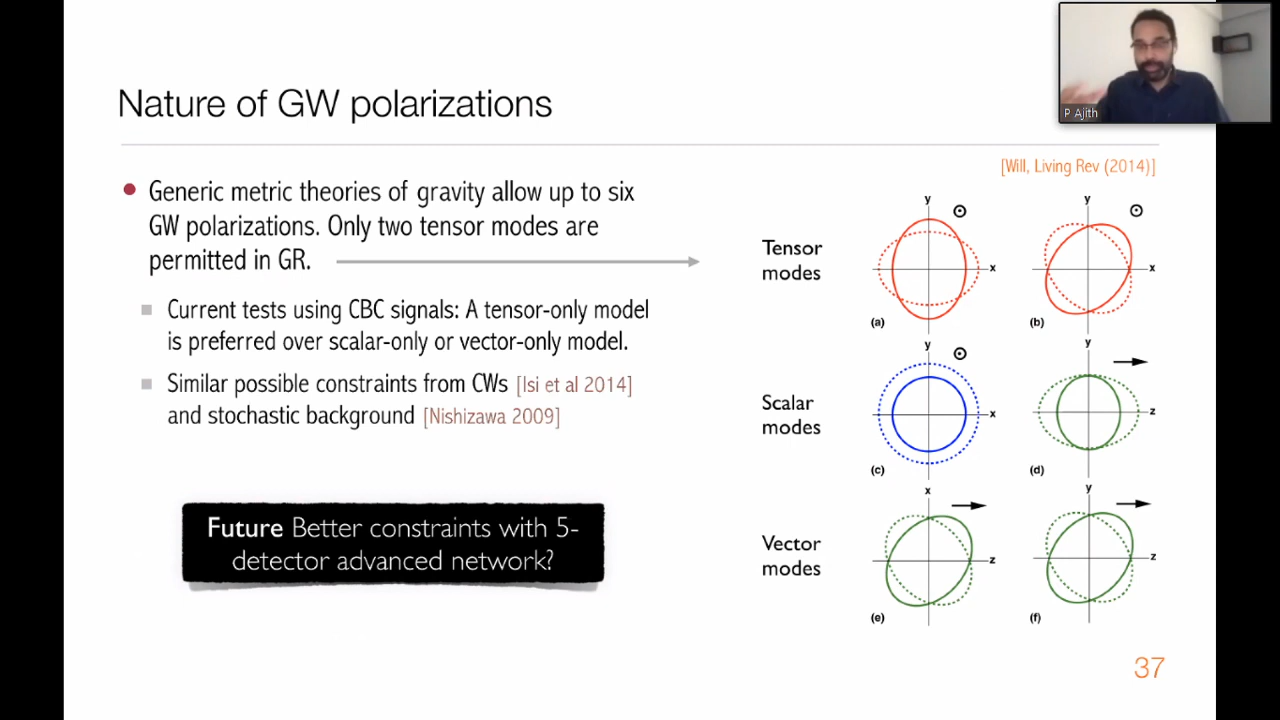 P Ajith
Nature of GW polarizations
[Will, Living Rev (2014)]
Generic metric theories of gravity allow up to six
GW polarizations. Only two tensor modes are
permitted in GR.
Current tests using CBC signals: A tensor-only model
is preferred over scalar-only or vector-only model.
Similar possible constraints from CWs [Isi et al 2014]
and stochastic background [Nishizawa 2009]
Future Better constraints with 5-
detector advanced network?
Tensor
modes
y
x
(a)
y
x
(b)
Scalar
modes
y
x
(c)
y
z
(d)
Vector
modes
x
z
(e)
y
z
(f)
37